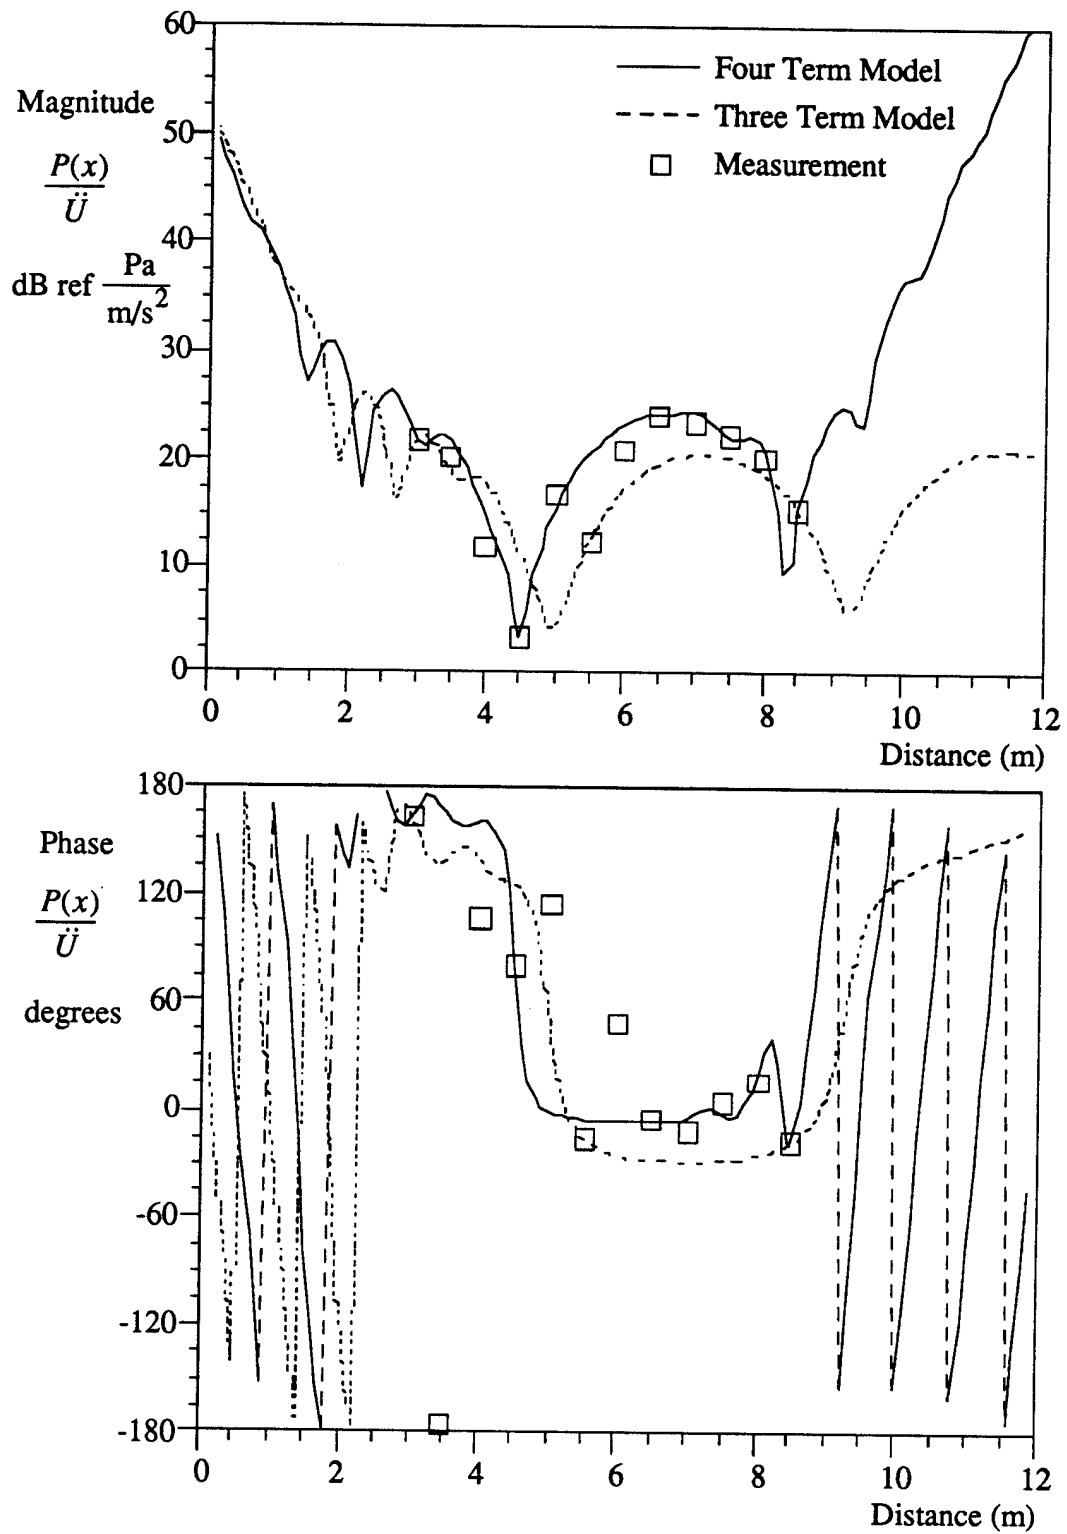 60
Four Term Model
Magnitude
50
Three Term Model
P(x)
Ü
Measurement
40
dB ref Pa
m/s²
30
20
10
0
0 2 4 6 8 10 12
Distance (m)
180
Phase
120
P(x)
Ü
60
degrees
0
-60
-120
-180
0 2 4 6 8 10 12
Distance (m)